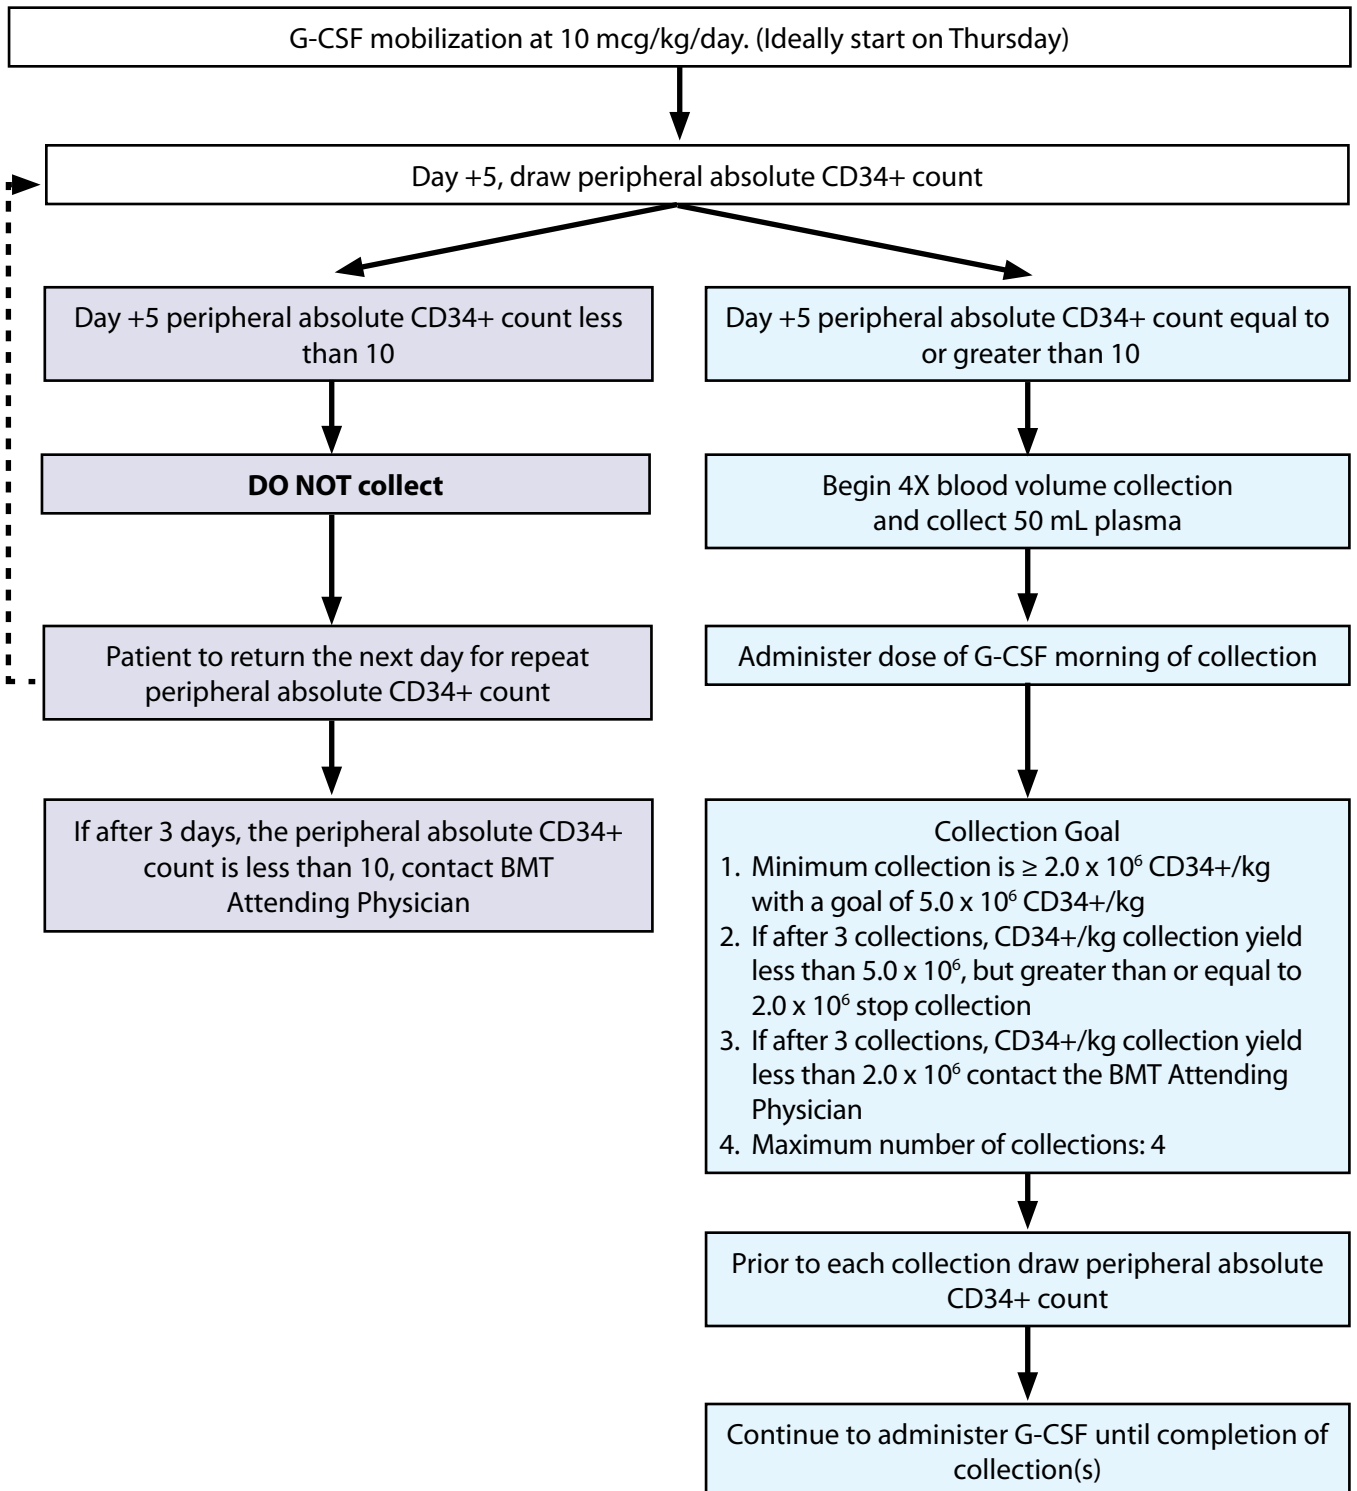 G-CSF mobilization at 10 mcg/kg/day. (Ideally start on Thursday)
Day +5, draw peripheral absolute CD34+ count
Day +5 peripheral absolute CD34+ count less
than 10
DO NOT collect
Patient to return the next day for repeat
peripheral absolute CD34+ count
If after 3 days, the peripheral absolute CD34+
count is less than 10, contact BMT
Attending Physician
Day +5 peripheral absolute CD34+ count equal to
or greater than 10
Begin 4X blood volume collection
and collect 50 mL plasma
Administer dose of G-CSF morning of collection
Collection Goal
1. Minimum collection is ≥ 2.0 x 10⁶ CD34+/kg
with a goal of 5.0 x 10⁶ CD34+/kg
2. If after 3 collections, CD34+/kg collection yield
less than 5.0 x 10⁶, but greater than or equal to
2.0 x 10⁶ stop collection
3. If after 3 collections, CD34+/kg collection yield
less than 2.0 x 10⁶ contact the BMT Attending
Physician
4. Maximum number of collections: 4
Prior to each collection draw peripheral absolute
CD34+ count
Continue to administer G-CSF until completion of
collection(s)